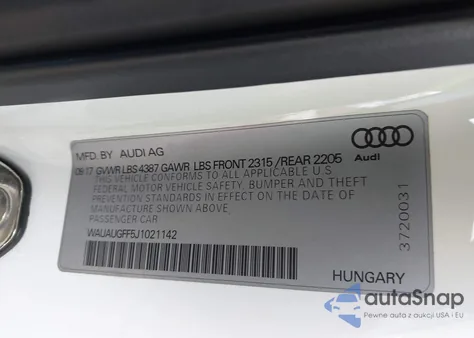 MFD. BY AUDI AG
08-17 GVWR LBS 4387 GAWR LBS FRONT 2315 / REAR 2205
THIS VEHICLE CONFORMS TO ALL APPLICABLE U.S.
FEDERAL MOTOR VEHICLE SAFETY, BUMPER AND THEFT
STANDARDS IN EFFECT ON THE DATE OF
MANUFACTURE SHOWN ABOVE.
PASSENGER CAR
WAUAUGFF5J1021142
Audi
3720031
HUNGARY
autoSnap
Pewne auta z aukcji USA i EU